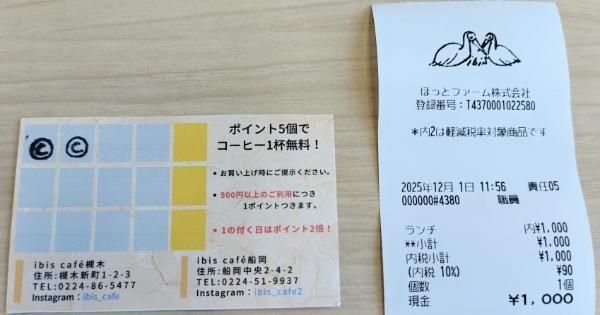 ポイント5個で
コーヒー1杯無料！
• お買い上げ時にご提示ください。
• 500円以上のご利用につき
1ポイントつきます。
• 1の付く日はポイント2倍！
ibis café槻木
住所:槻木新町1-2-3
TEL:0224-86-5477
Instagram：ibis_cafe
ibis café船岡
住所:船岡中央2-4-2
TEL:0224-51-9937
Instagram：ibis_cafe2
ibis
ほっとファーム株式会社
登録番号：T4370001022580
*内2は軽減税率対象商品です
2025年12月 1日 11:56 責任05
000000#4380 職員
ランチ 内¥1,000
**小計 ¥1,000
内税小計 ¥1,000
(内税 10%) ¥90
個数 1個
現金 ¥1,000